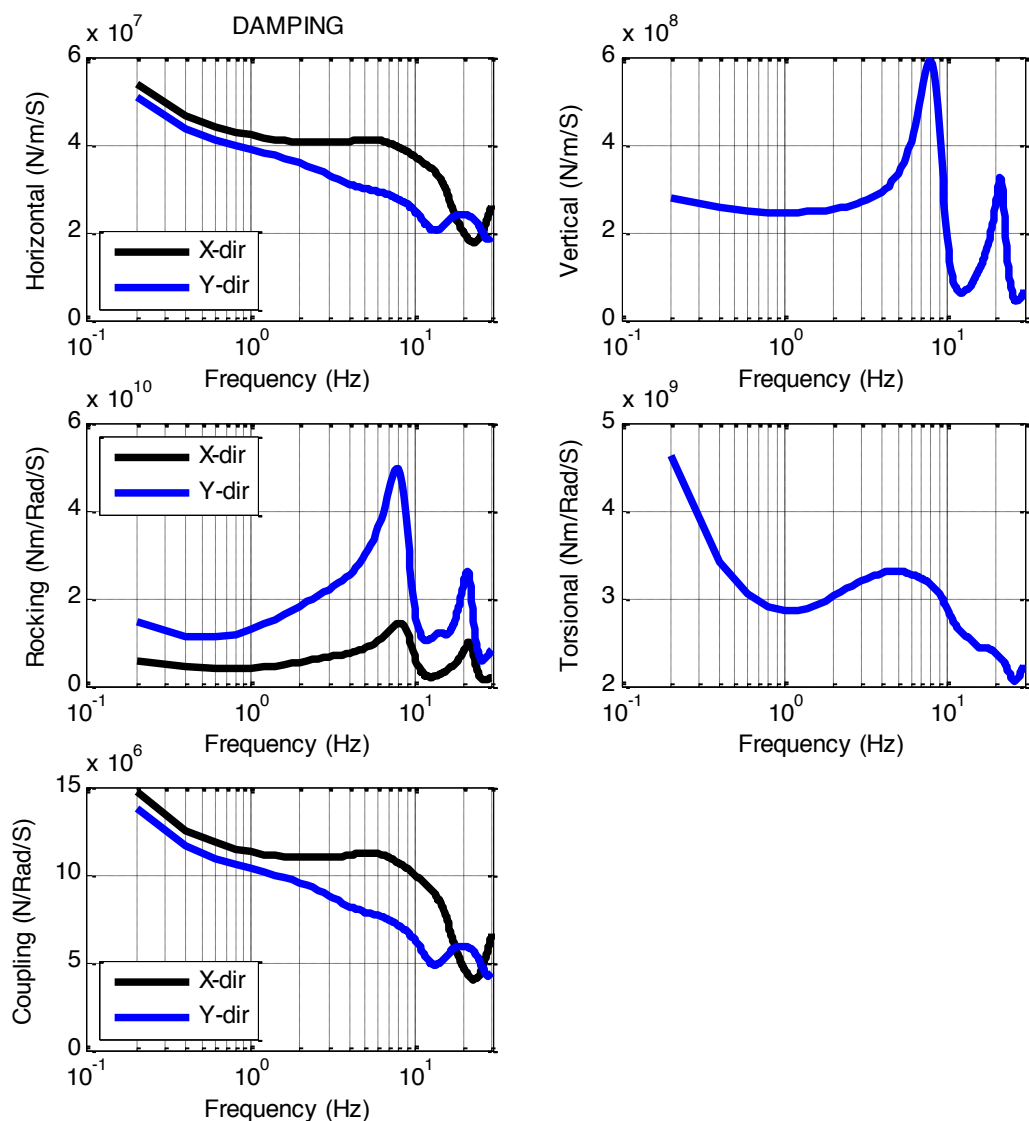 DAMPING
x 10^7
Horizontal (N/m/S)
6
4
2
0
X-dir
Y-dir
10^-1 10^0 10^1
Frequency (Hz)
x 10^8
Vertical (N/m/S)
6
4
2
0
10^-1 10^0 10^1
Frequency (Hz)
x 10^10
Rocking (Nm/Rad/S)
6
4
2
0
X-dir
Y-dir
10^-1 10^0 10^1
Frequency (Hz)
x 10^9
Torsional (Nm/Rad/S)
5
4
3
2
10^-1 10^0 10^1
Frequency (Hz)
x 10^6
Coupling (N/Rad/S)
15
10
5
0
X-dir
Y-dir
10^-1 10^0 10^1
Frequency (Hz)